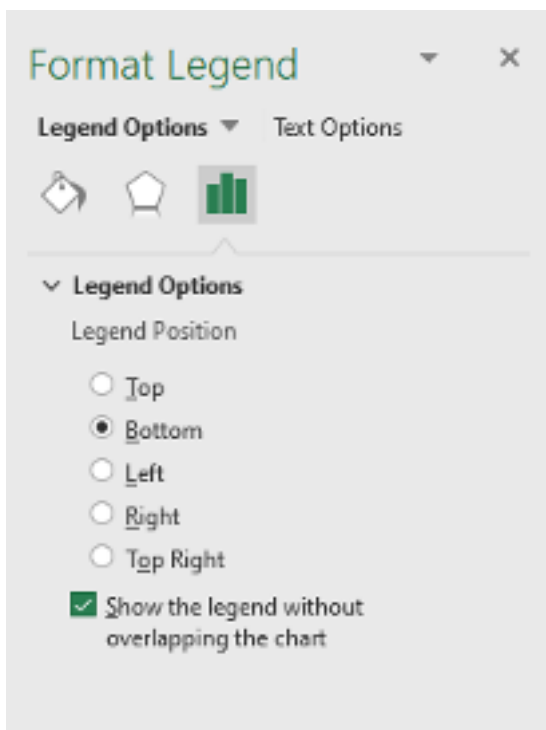 Format Legend
Legend Options Text Options
Legend Options
Legend Position
Top
Bottom
Left
Right
Top Right
Show the legend without
overlapping the chart